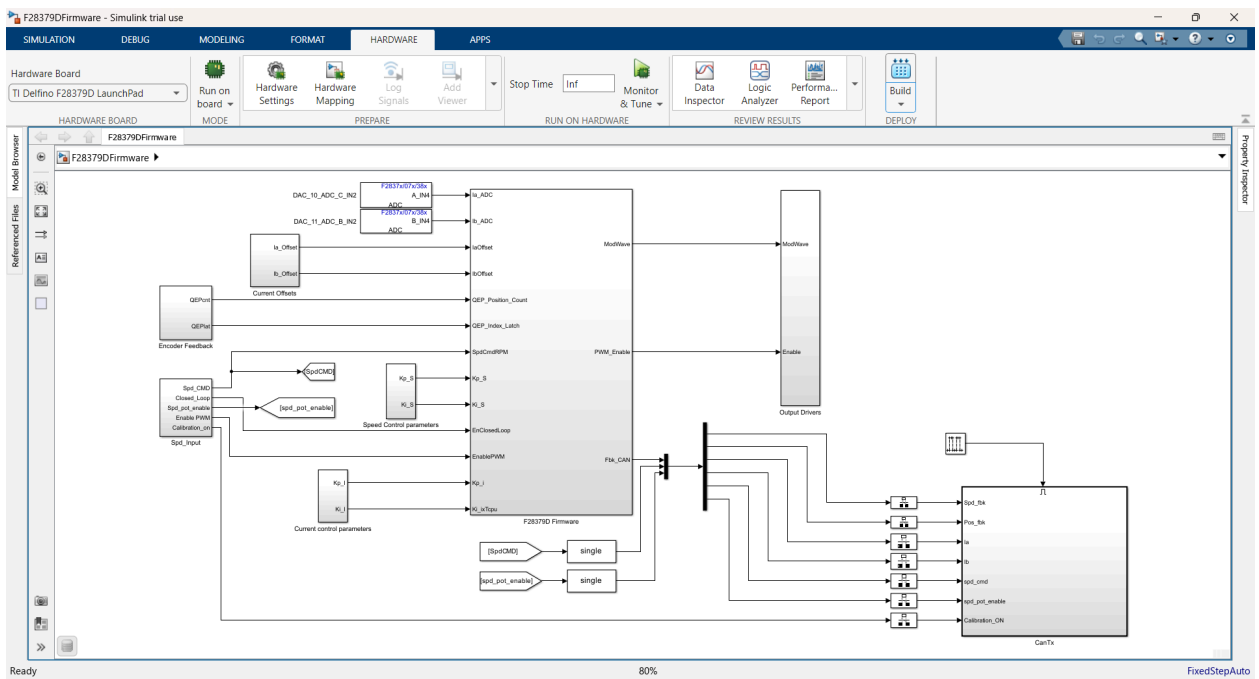 F28379DFirmware - Simulink trial use
SIMULATION DEBUG MODELING FORMAT HARDWARE APPS
Hardware Board
TI Delfino F28379D LaunchPad
HARDWARE BOARD
Run on
board
MODE
Hardware
Settings
Hardware
Mapping
Log
Signals
Add
Viewer
PREPARE
Stop Time Inf
Monitor
& Tune
RUN ON HARDWARE
Data
Inspector
Logic
Analyzer
Performa...
Report
REVIEW RESULTS
Build
DEPLOY
Model Browser
Referenced Files
Property Inspector
F28379DFirmware
F28379DFirmware
DAC_10_ADC_C_IN2
F2837x/07x/38x
A_IN4
ADC
DAC_11_ADC_B_IN2
F2837x/07x/38x
B_IN4
ADC
Ia_Offset
Ib_Offset
Current Offsets
QEPcnt
QEPlat
Encoder Feedback
Spd_CMD
Closed_Loop
Spd_pot_enable
Enable PWM
Calibration_on
Spd_Input
[SpdCMD]
[spd_pot_enable]
Kp_S
Ki_S
Speed Control parameters
Kp_I
Ki_I
Current control parameters
Ia_ADC
Ib_ADC
IaOffset
IbOffset
QEP_Position_Count
QEP_Index_Latch
SpdCmdRPM
Kp_S
Ki_S
EnClosedLoop
EnablePWM
Kp_i
Ki_ixTcpu
ModWave
PWM_Enable
Fbk_CAN
F28379D Firmware
ModWave
Enable
Output Drivers
[SpdCMD]
single
[spd_pot_enable]
single
Spd_fbk
Pos_fbk
Ia
Ib
spd_cmd
spd_pot_enable
Calibration_ON
CanTx
Ready
80%
FixedStepAuto